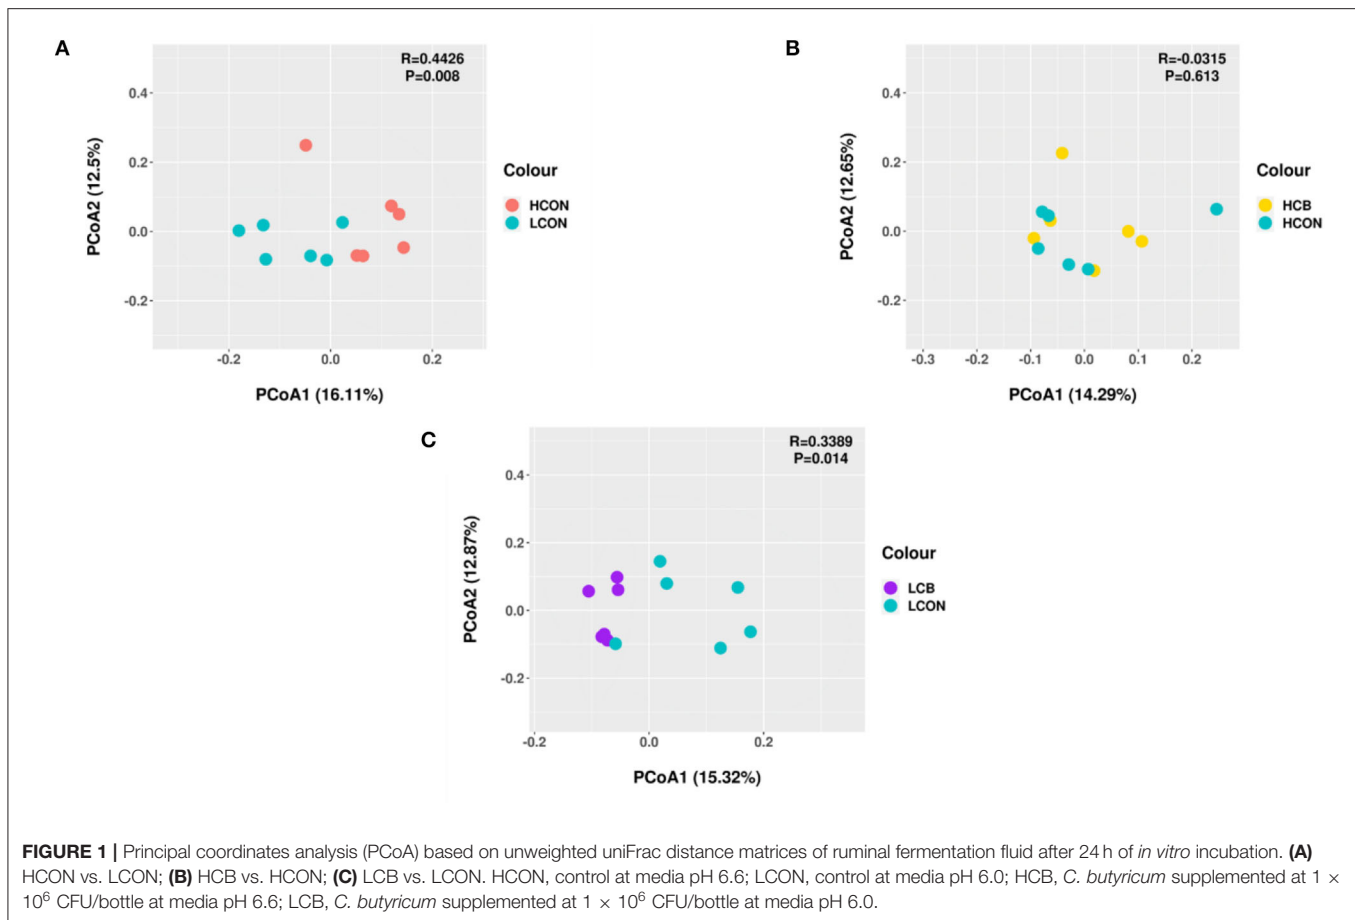 A
R=0.4426
P=0.008
0.4
0.2
0.0
-0.2
PCoA2 (12.5%)
-0.2 0.0 0.2
PCoA1 (16.11%)
Colour
HCON
LCON
B
R=-0.0315
P=0.613
0.4
0.2
0.0
-0.2
PCoA2 (12.65%)
-0.3 -0.2 -0.1 0.0 0.1 0.2
PCoA1 (14.29%)
Colour
HCB
HCON
C
R=0.3389
P=0.014
0.4
0.2
0.0
-0.2
PCoA2 (12.87%)
-0.2 0.0 0.2
PCoA1 (15.32%)
Colour
LCB
LCON
FIGURE 1 | Principal coordinates analysis (PCoA) based on unweighted uniFrac distance matrices of ruminal fermentation fluid after 24 h of in vitro incubation. (A)
HCON vs. LCON; (B) HCB vs. HCON; (C) LCB vs. LCON. HCON, control at media pH 6.6; LCON, control at media pH 6.0; HCB, C. butyricum supplemented at 1 ×
10⁶ CFU/bottle at media pH 6.6; LCB, C. butyricum supplemented at 1 × 10⁶ CFU/bottle at media pH 6.0.